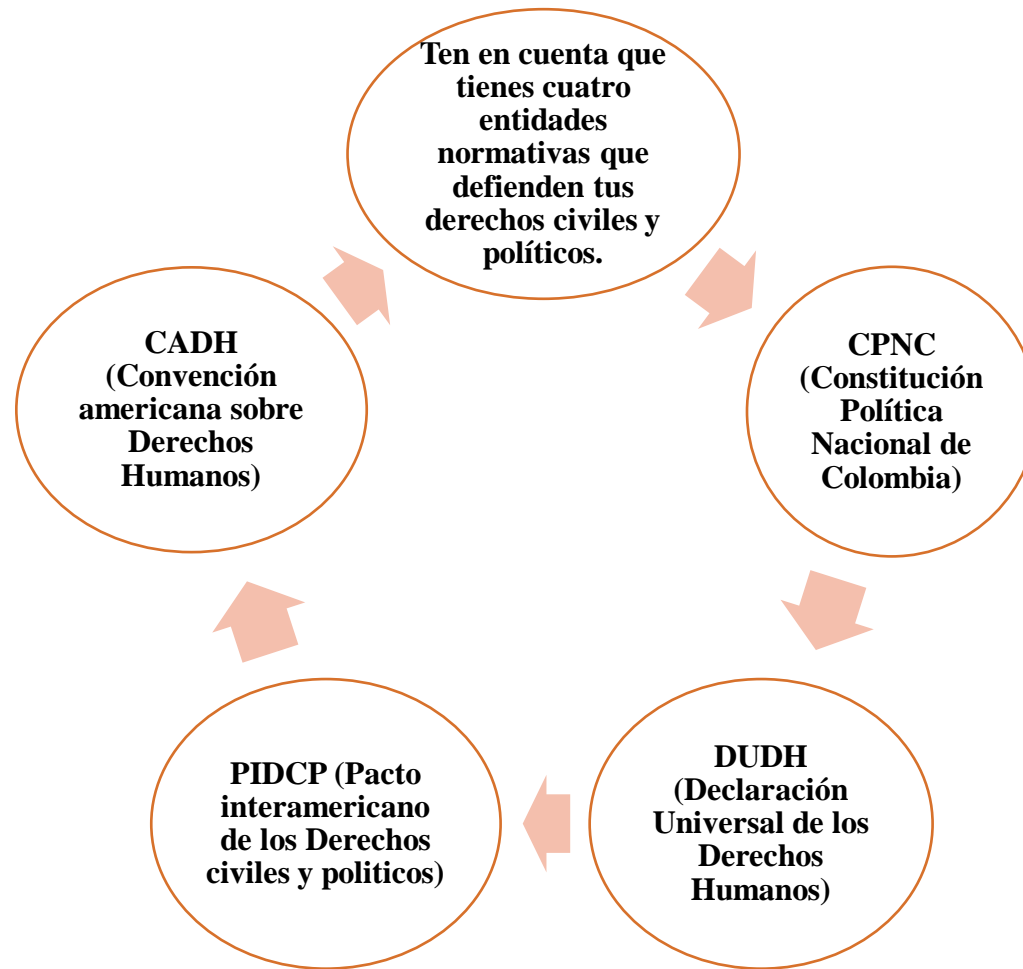 Ten en cuenta que
tienes cuatro
entidades
normativas que
defienden tus
derechos civiles y
políticos.
CPNC
(Constitución
Política
Nacional de
Colombia)
DUDH
(Declaración
Universal de los
Derechos
Humanos)
PIDCP (Pacto
interamericano
de los Derechos
civiles y politicos)
CADH
(Convención
americana sobre
Derechos
Humanos)